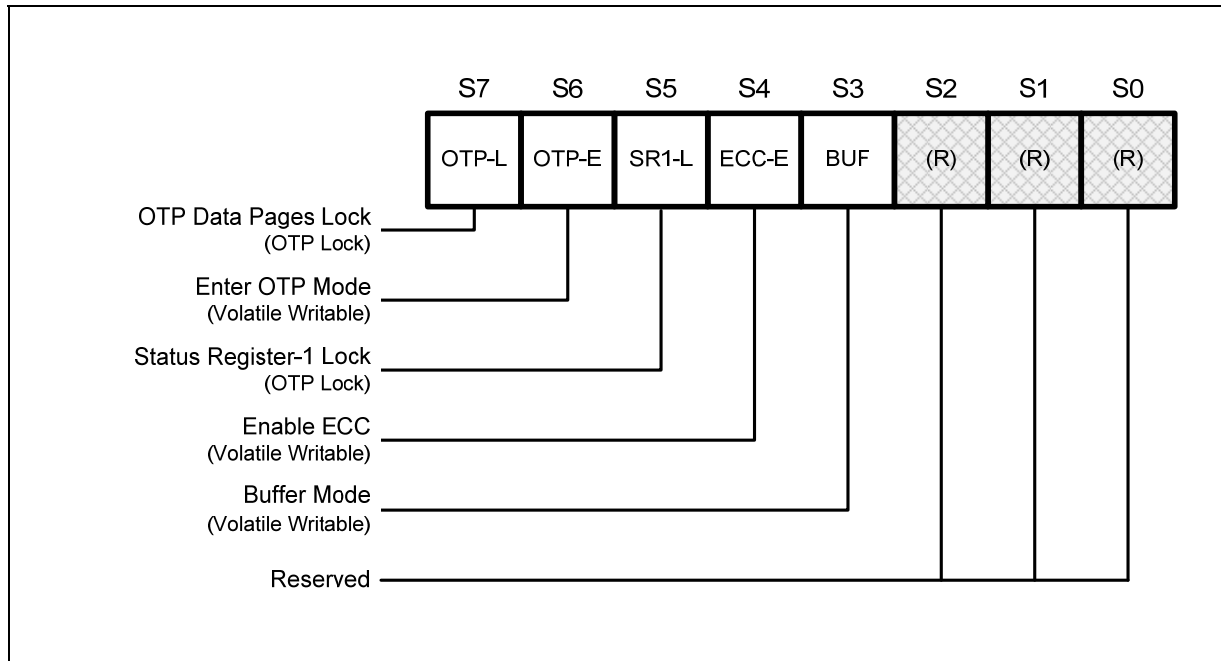 S7 S6 S5 S4 S3 S2 S1 S0
OTP-L OTP-E SR1-L ECC-E BUF (R) (R) (R)
OTP Data Pages Lock
(OTP Lock)
Enter OTP Mode
(Volatile Writable)
Status Register-1 Lock
(OTP Lock)
Enable ECC
(Volatile Writable)
Buffer Mode
(Volatile Writable)
Reserved